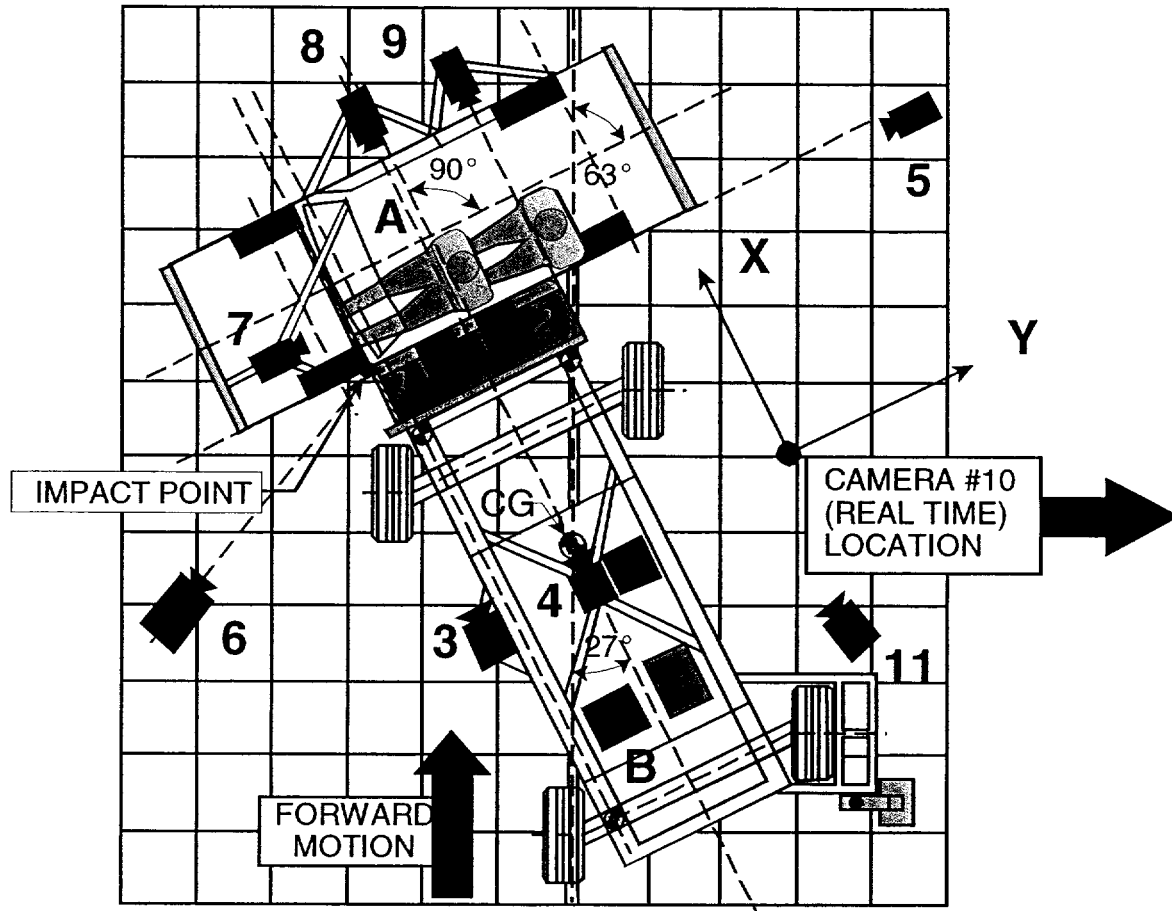 8
9
90°
63°
5
A
X
7
Y
IMPACT POINT
CAMERA #10
(REAL TIME)
LOCATION
CG
4
6
3
27°
11
B
FORWARD
MOTION